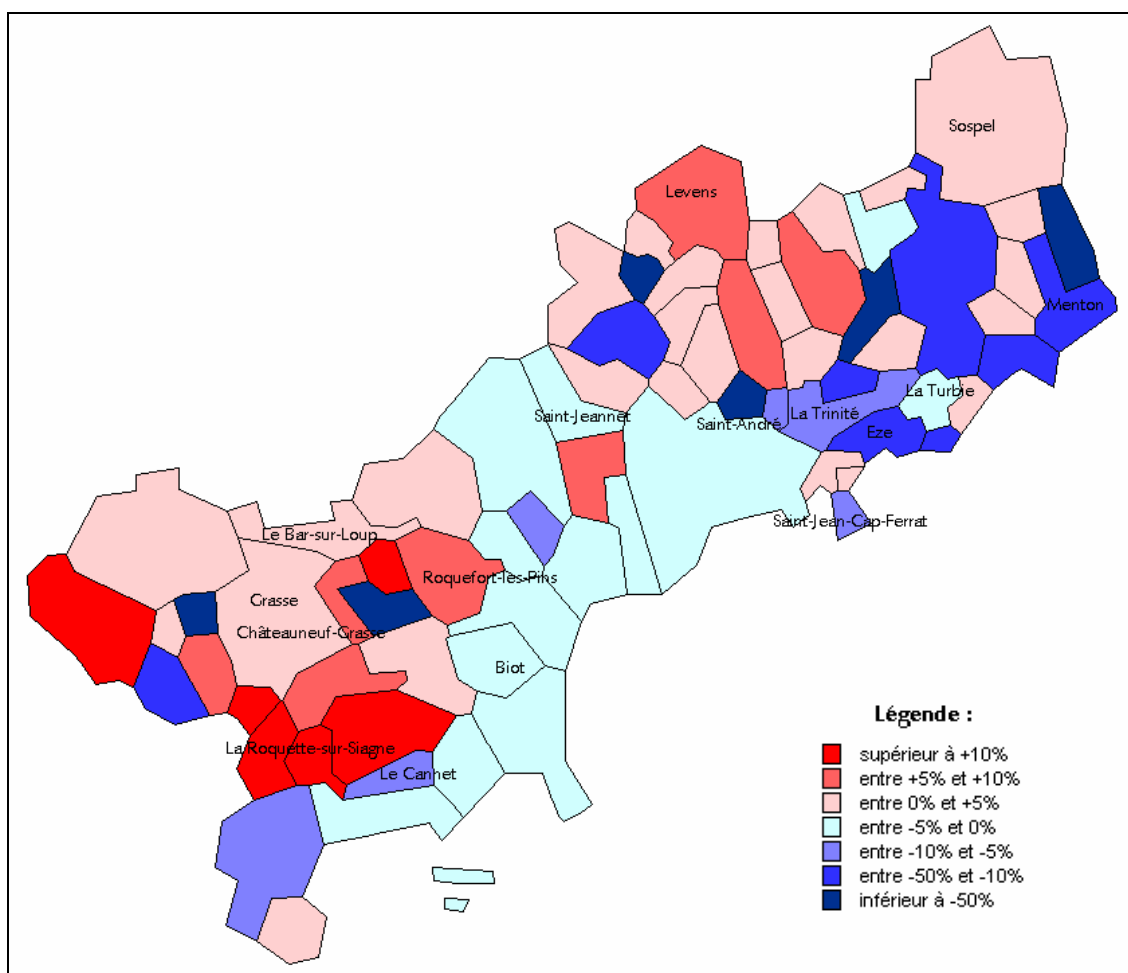 Sospel
Levens
Menton
La Turbie
Saint-Jeannet
La Trinité
Saint-André
Eze
Saint-Jean-Cap-Ferrat
Le Bar-sur-Loup
Roquefort-les-Pins
Grasse
Châteauneuf-Grasse
Biot
Légende :
La Roquette-sur-Siagne
supérieur à +10%
Le Cannet
entre +5% et +10%
entre 0% et +5%
entre -5% et 0%
entre -10% et -5%
entre -50% et -10%
inférieur à -50%